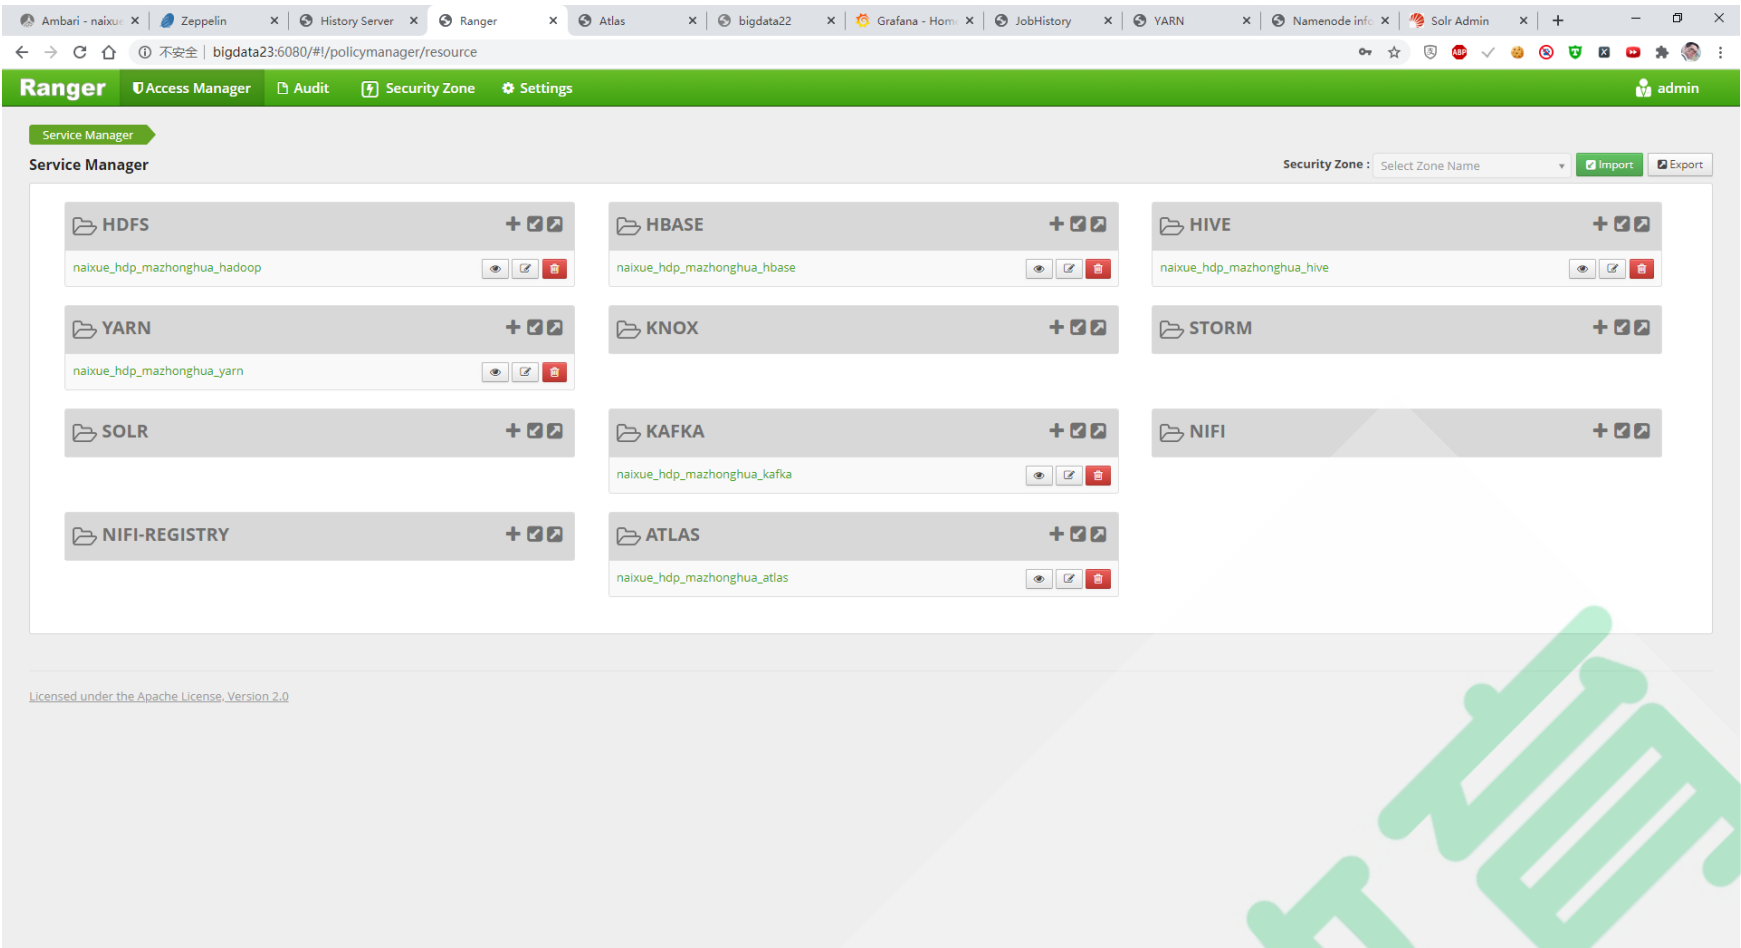 Ambari - naixue
Zeppelin
History Server
Ranger
Atlas
bigdata22
Grafana - Home
JobHistory
YARN
Namenode info
Solr Admin
不安全 | bigdata23:6080/#!/policymanager/resource
Ranger Access Manager Audit Security Zone Settings admin
Service Manager
Service Manager
Security Zone : Select Zone Name Import Export
HDFS
naixue_hdp_mazhonghua_hadoop
HBASE
naixue_hdp_mazhonghua_hbase
HIVE
naixue_hdp_mazhonghua_hive
YARN
naixue_hdp_mazhonghua_yarn
KNOX
STORM
SOLR
KAFKA
naixue_hdp_mazhonghua_kafka
NIFI
NIFI-REGISTRY
ATLAS
naixue_hdp_mazhonghua_atlas
Licensed under the Apache License, Version 2.0